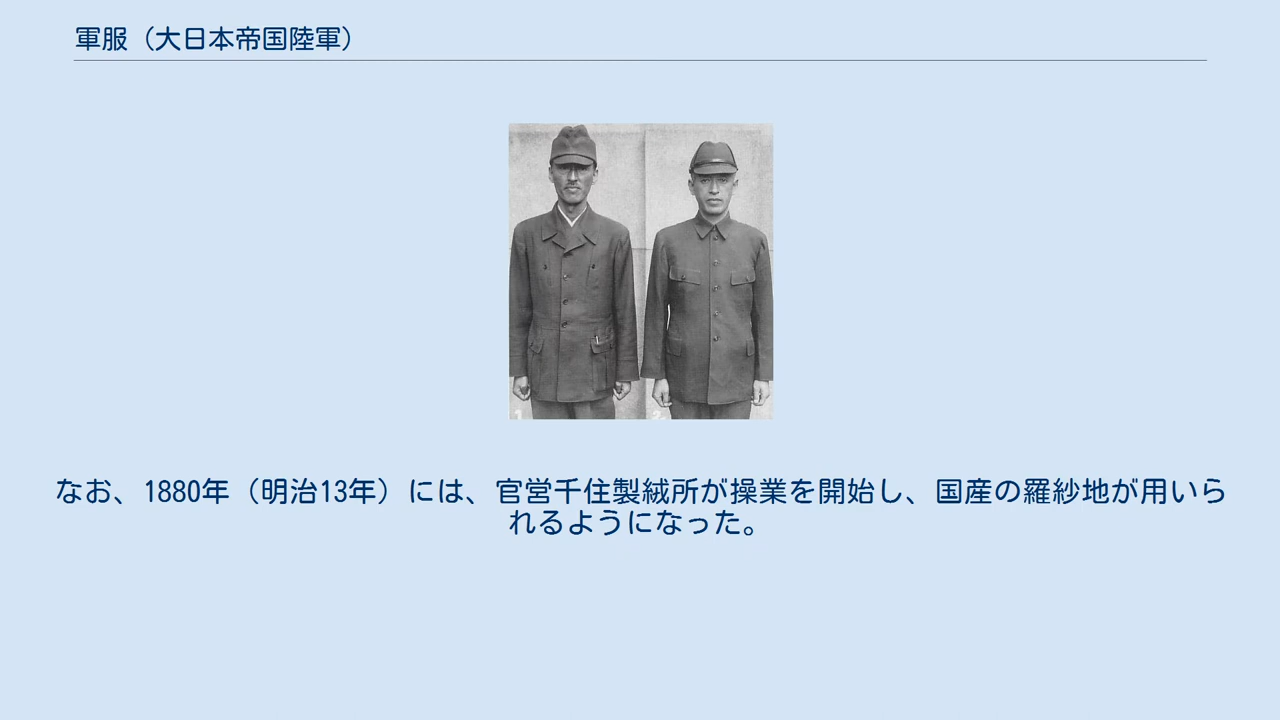 軍服（大日本帝国陸軍）
なお、1880年（明治13年）には、官営千住製絨所が操業を開始し、国産の羅紗地が用いら
れるようになった。